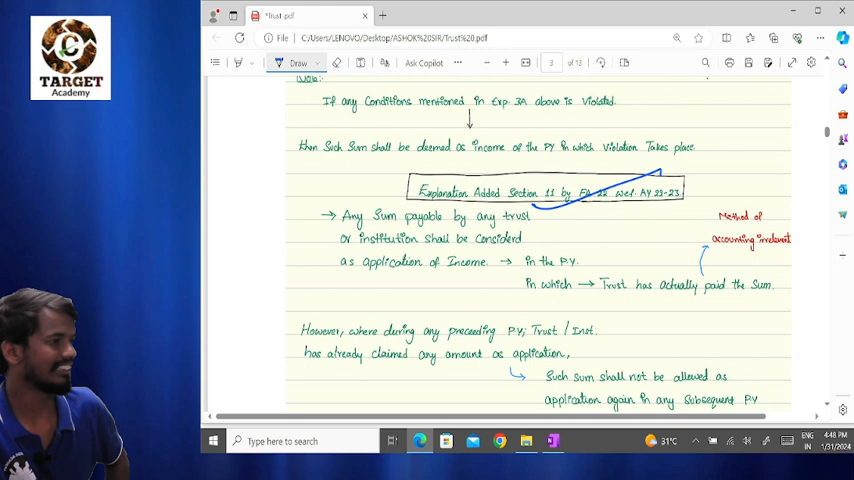 *Trust.pdf
File | C:/Users/LENOVO/Desktop/ASHOK%20SIR/Trust%20.pdf
Draw
Ask Copilot
3 of 13
TARGET
Academy
Note:
If any Conditions mentioned in Exp. 3A above is Violated.
then Such Sum shall be deemed as income of the PY in which Violation Takes place.
Explanation Added Section 11 by FA 22 w.e.f. AY 22-23.
→ Any Sum payable by any trust
or institution shall be Considerd
as application of Income. → in the P.Y.
in which → Trust has actually paid the Sum.
Method of
accounting irrelevant
However, where during any preceeding P.Y, Trust / Inst.
has already claimed any amount as application,
Such sum shall not be allowed as
application again in any Subsequent PY
Type here to search
31°C
ENG
IN
4:48 PM
1/31/2024